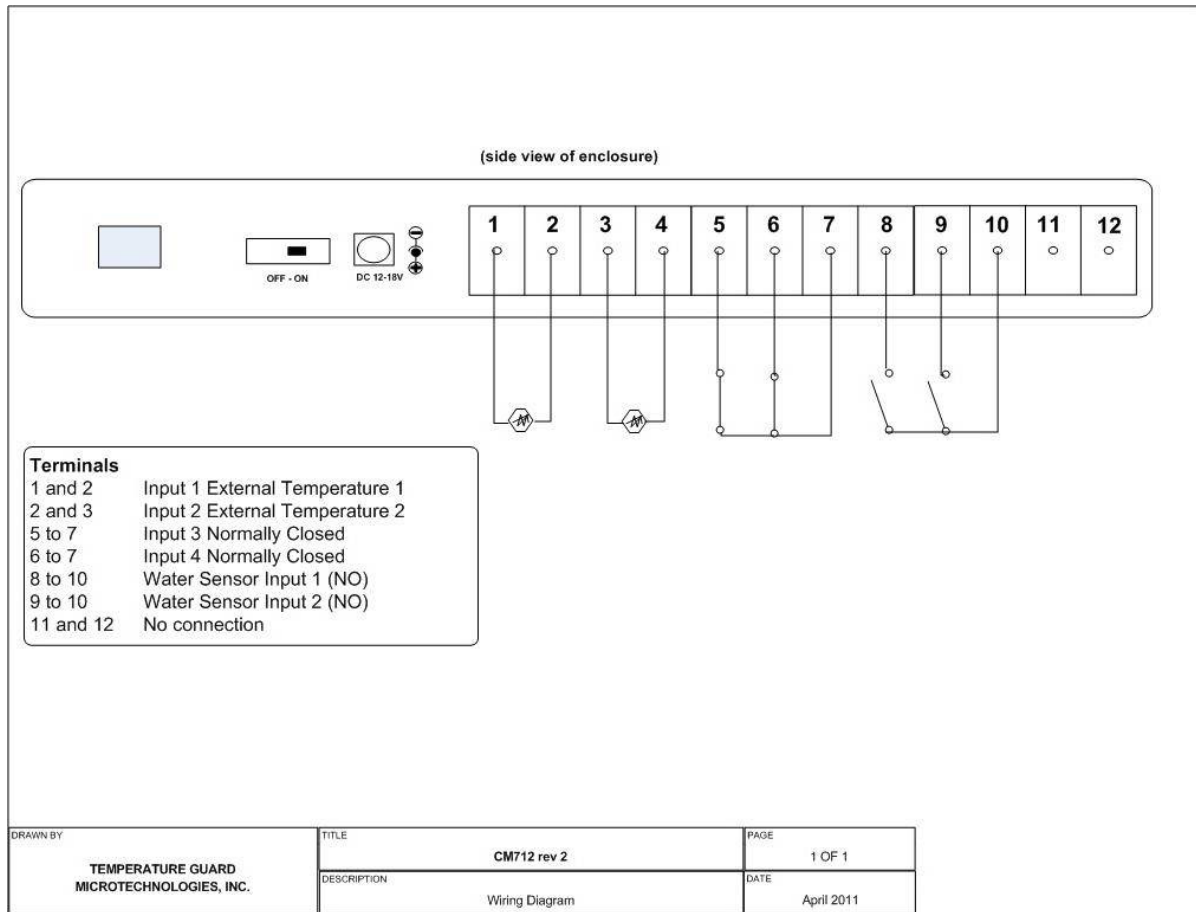 (side view of enclosure)
1 2 3 4 5 6 7 8 9 10 11 12
OFF - ON
DC 12-18V
Terminals
1 and 2 Input 1 External Temperature 1
2 and 3 Input 2 External Temperature 2
5 to 7 Input 3 Normally Closed
6 to 7 Input 4 Normally Closed
8 to 10 Water Sensor Input 1 (NO)
9 to 10 Water Sensor Input 2 (NO)
11 and 12 No connection
DRAWN BY
TEMPERATURE GUARD
MICROTECHNOLOGIES, INC.
TITLE
CM712 rev 2
PAGE
1 OF 1
DESCRIPTION
Wiring Diagram
DATE
April 2011